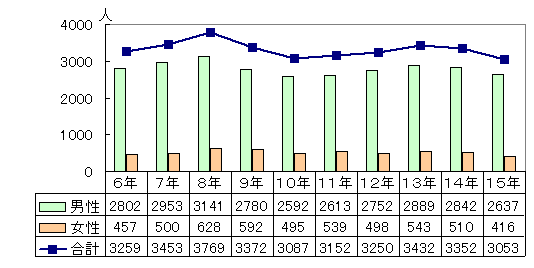 人
4000
3000
2000
1000
0
６年 ７年 ８年 ９年 １０年 １１年 １２年 １３年 １４年 １５年
男性 2802 2953 3141 2780 2592 2613 2752 2889 2842 2637
女性 457 500 628 592 495 539 498 543 510 416
合計 3259 3453 3769 3372 3087 3152 3250 3432 3352 3053